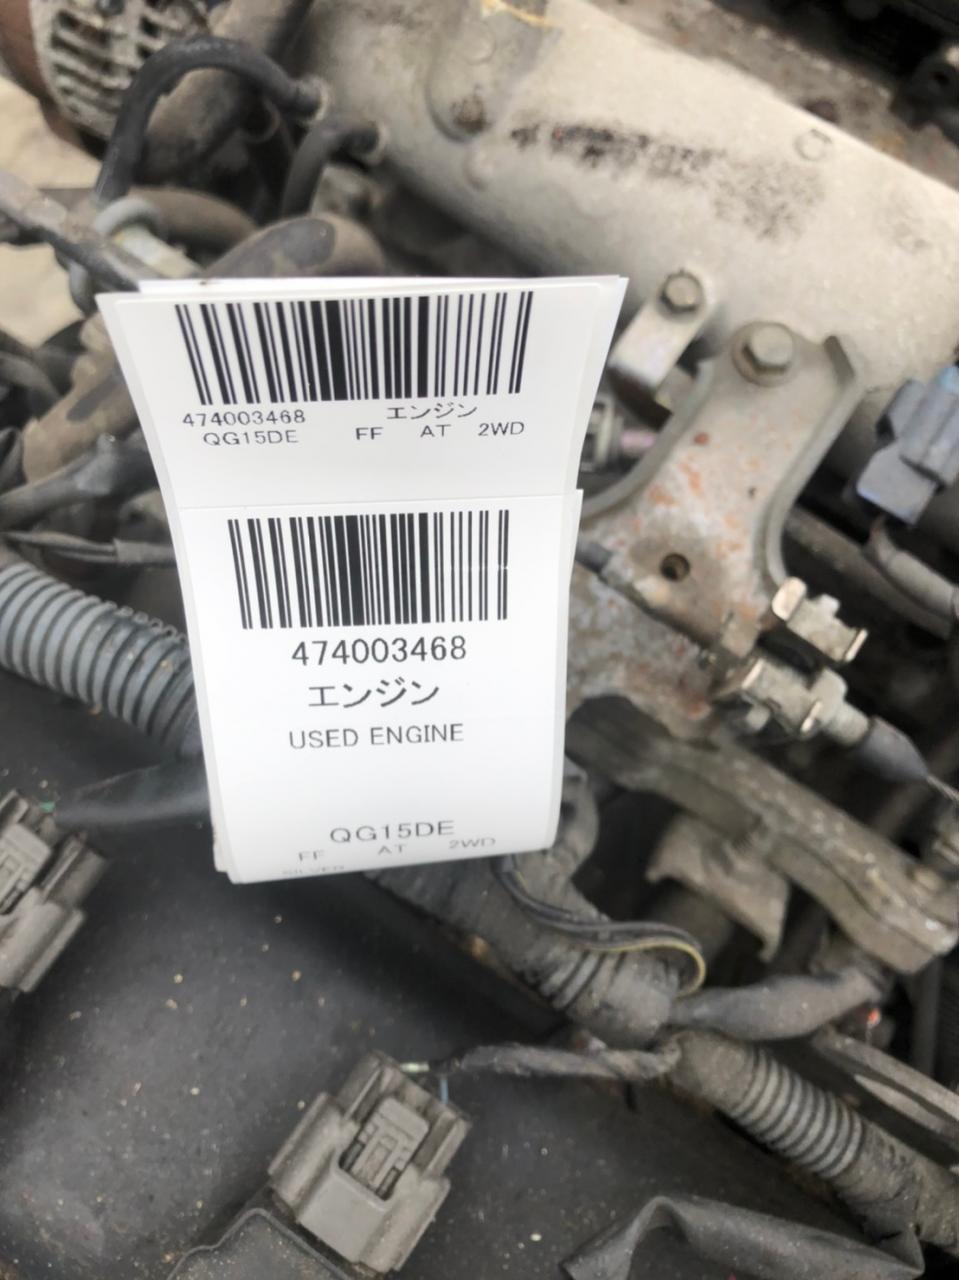 474003468 エンジン
QG15DE FF AT 2WD
474003468
エンジン
USED ENGINE
QG15DE
FF AT 2WD
SILVER